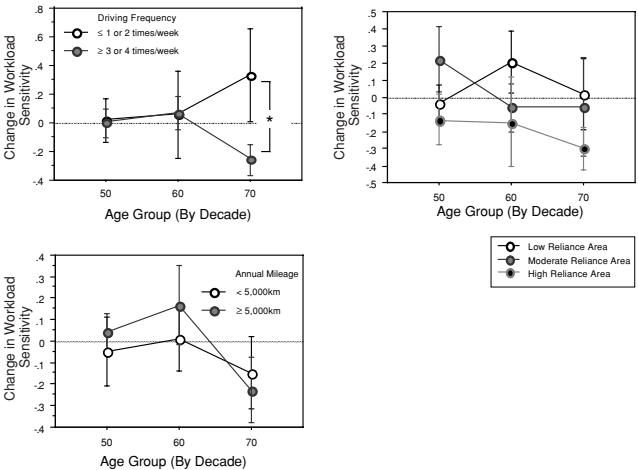 Driving Frequency
≤ 1 or 2 times/week
≥ 3 or 4 times/week
.8
.6
.4
.2
0
-.2
-.4
*
50 60 70
Age Group (By Decade)
Change in Workload
Sensitivity
.5
.4
.3
.2
.1
0
-.1
-.2
-.3
-.4
-.5
50 60 70
Age Group (By Decade)
Change in Workload
Sensitivity
Low Reliance Area
Moderate Reliance Area
High Reliance Area
Annual Mileage
< 5,000km
≥ 5,000km
.4
.3
.2
.1
0
-.1
-.2
-.3
-.4
50 60 70
Age Group (By Decade)
Change in Workload
Sensitivity